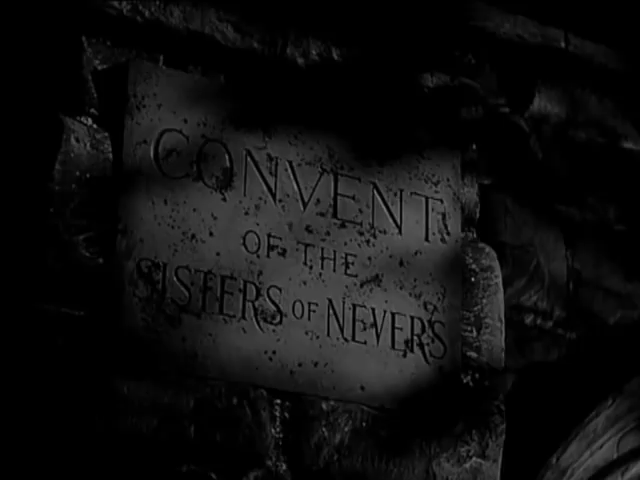 CONVENT
OF THE
SISTERS OF NEVERS